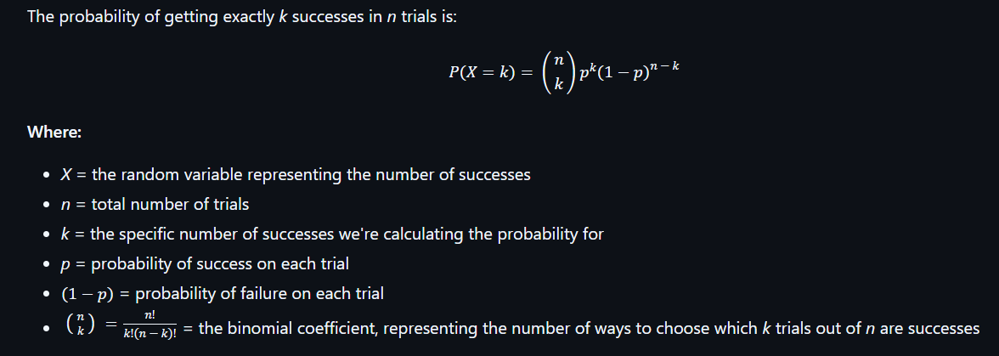 The probability of getting exactly k successes in n trials is:
P(X = k) = (n k) p^k (1 − p)^{n − k}
Where:
• X = the random variable representing the number of successes
• n = total number of trials
• k = the specific number of successes we're calculating the probability for
• p = probability of success on each trial
• (1 − p) = probability of failure on each trial
• (n k) = n! / k!(n − k)! = the binomial coefficient, representing the number of ways to choose which k trials out of n are successes